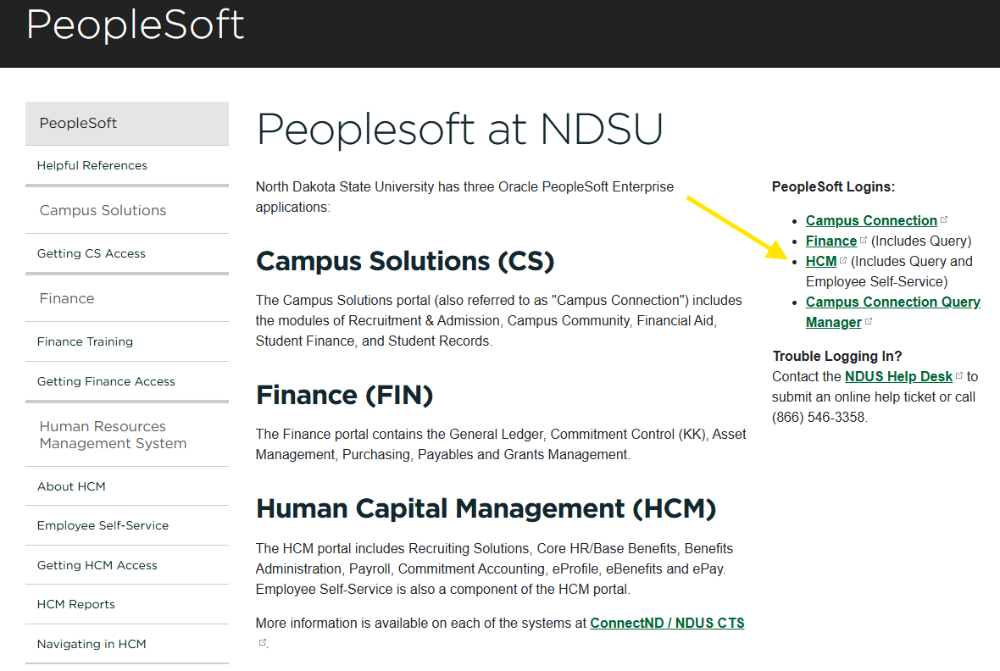 PeopleSoft
PeopleSoft
Helpful References
Campus Solutions
Getting CS Access
Finance
Finance Training
Getting Finance Access
Human Resources
Management System
About HCM
Employee Self-Service
Getting HCM Access
HCM Reports
Navigating in HCM
Peoplesoft at NDSU
North Dakota State University has three Oracle PeopleSoft Enterprise
applications:
Campus Solutions (CS)
The Campus Solutions portal (also referred to as "Campus Connection") includes
the modules of Recruitment & Admission, Campus Community, Financial Aid,
Student Finance, and Student Records.
Finance (FIN)
The Finance portal contains the General Ledger, Commitment Control (KK), Asset
Management, Purchasing, Payables and Grants Management.
Human Capital Management (HCM)
The HCM portal includes Recruiting Solutions, Core HR/Base Benefits, Benefits
Administration, Payroll, Commitment Accounting, eProfile, eBenefits and ePay.
Employee Self-Service is also a component of the HCM portal.
More information is available on each of the systems at ConnectND / NDUS CTS
.
PeopleSoft Logins:
• Campus Connection
• Finance (Includes Query)
• HCM (Includes Query and
Employee Self-Service)
• Campus Connection Query
Manager
Trouble Logging In?
Contact the NDUS Help Desk to
submit an online help ticket or call
(866) 546-3358.